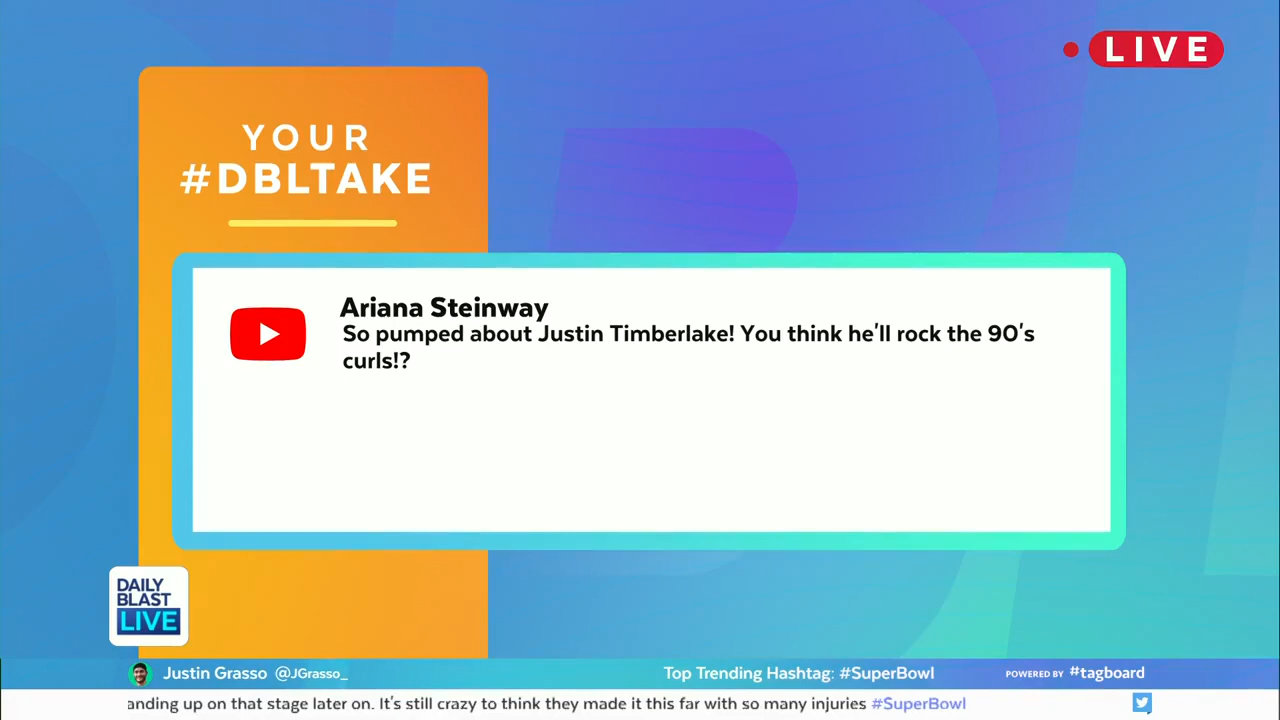 LIVE
YOUR
#DBLTAKE
Ariana Steinway
So pumped about Justin Timberlake! You think he'll rock the 90's
curls!?
DAILY
BLAST
LIVE
Justin Grasso @JGrasso_ Top Trending Hashtag: #SuperBowl POWERED BY #tagboard
anding up on that stage later on. It's still crazy to think they made it this far with so many injuries #SuperBowl